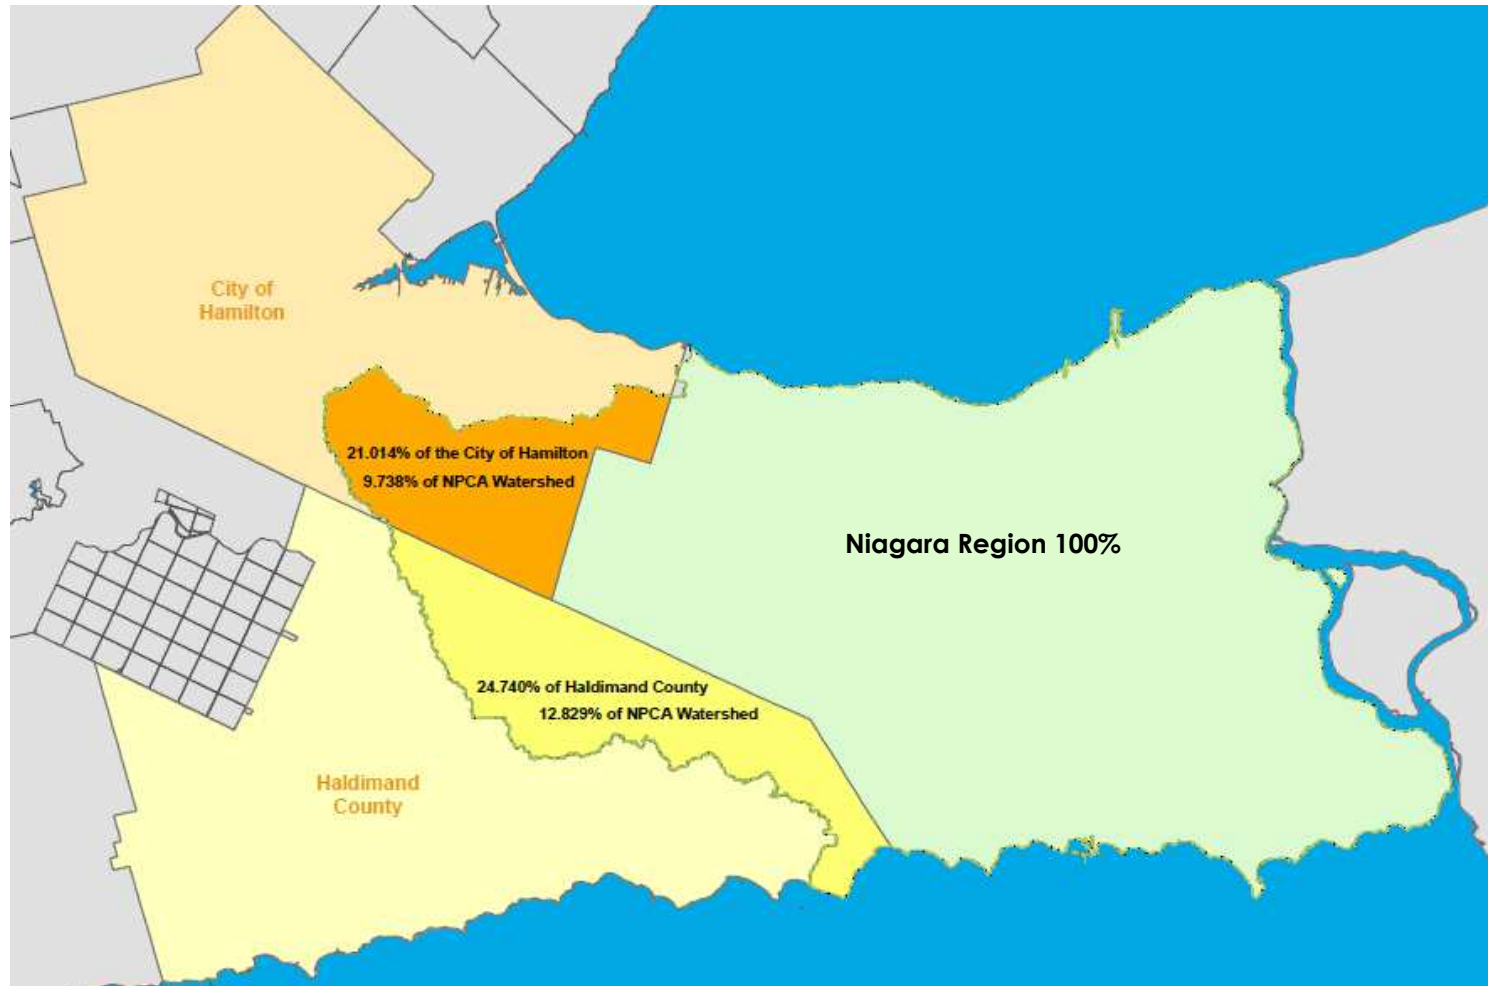 City of
Hamilton
21.014% of the City of Hamilton
9.738% of NPCA Watershed
Niagara Region 100%
24.740% of Haldimand County
12.829% of NPCA Watershed
Haldimand
County